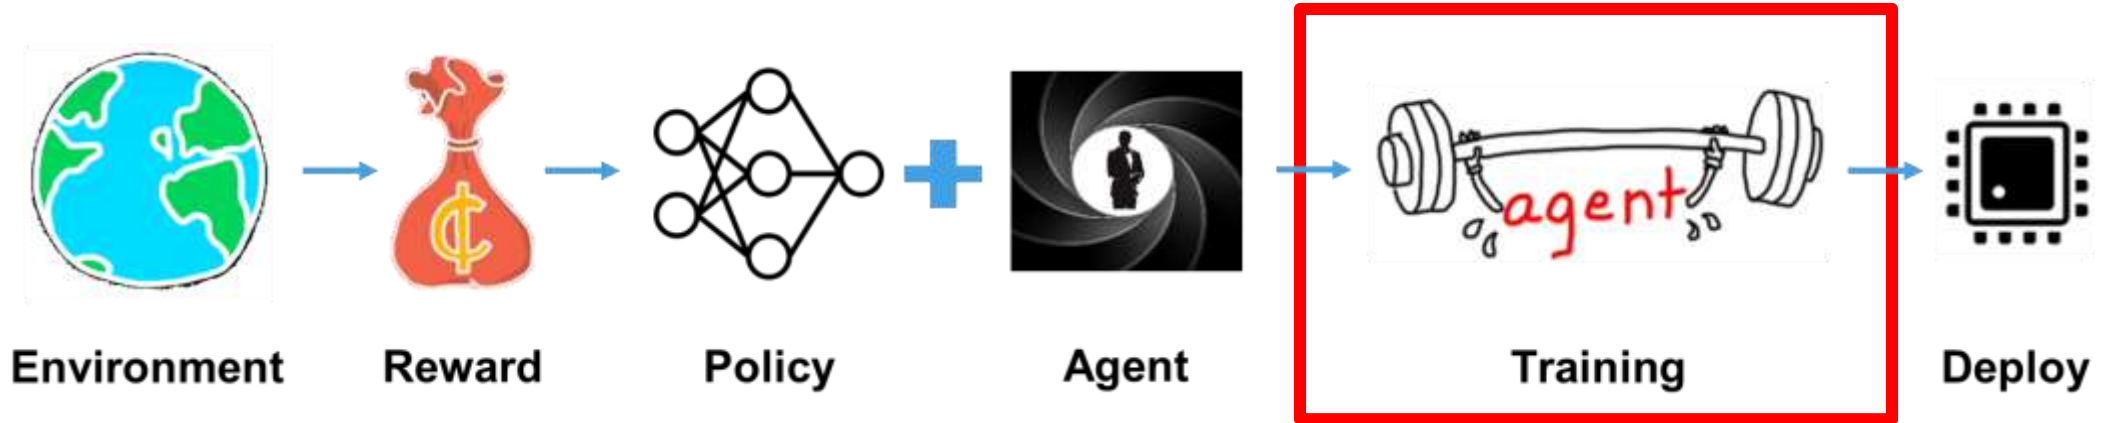 agent
Environment
Reward
Policy
Agent
Training
Deploy